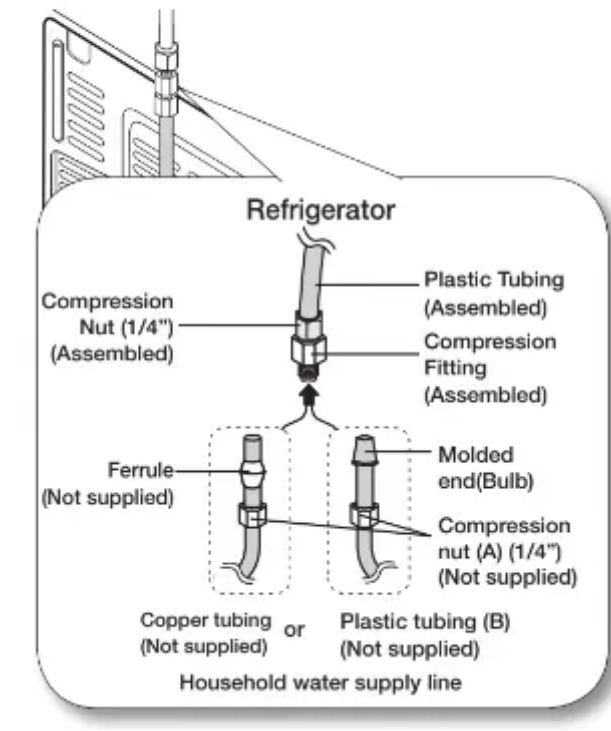 Refrigerator
Plastic Tubing
(Assembled)
Compression
Nut (1/4”)
(Assembled)
Compression
Fitting
(Assembled)
Ferrule
(Not supplied)
Molded
end(Bulb)
Compression
nut (A) (1/4”)
(Not supplied)
Copper tubing
(Not supplied)
or
Plastic tubing (B)
(Not supplied)
Household water supply line